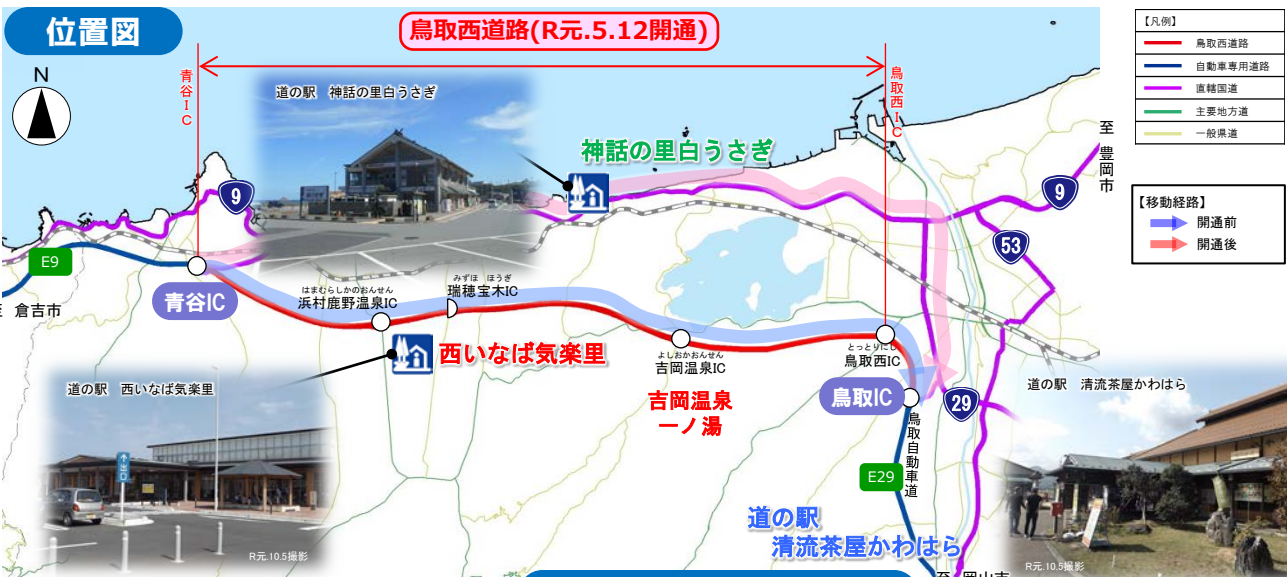 位置図
鳥取西道路(R元.5.12開通)
N
青谷IC
鳥取西IC
道の駅 神話の里白うさぎ
神話の里白うさぎ
【凡例】
鳥取西道路
自動車専用道路
直轄国道
主要地方道
一般県道
至 豊岡市
【移動経路】
開通前
開通後
9
9
53
E9
青谷IC
倉吉市
はまむらしかのおんせん
浜村鹿野温泉IC
みずほ ほうぎ
瑞穂宝木IC
西いなば気楽里
よしおかおんせん
吉岡温泉IC
吉岡温泉
一ノ湯
とっとりにし
鳥取西IC
鳥取IC
29
鳥取自動車道
E29
道の駅
清流茶屋かわはら
道の駅 西いなば気楽里
出口
R元.10.5撮影
道の駅 清流茶屋かわはら
R元.10.5撮影
至 岡山市